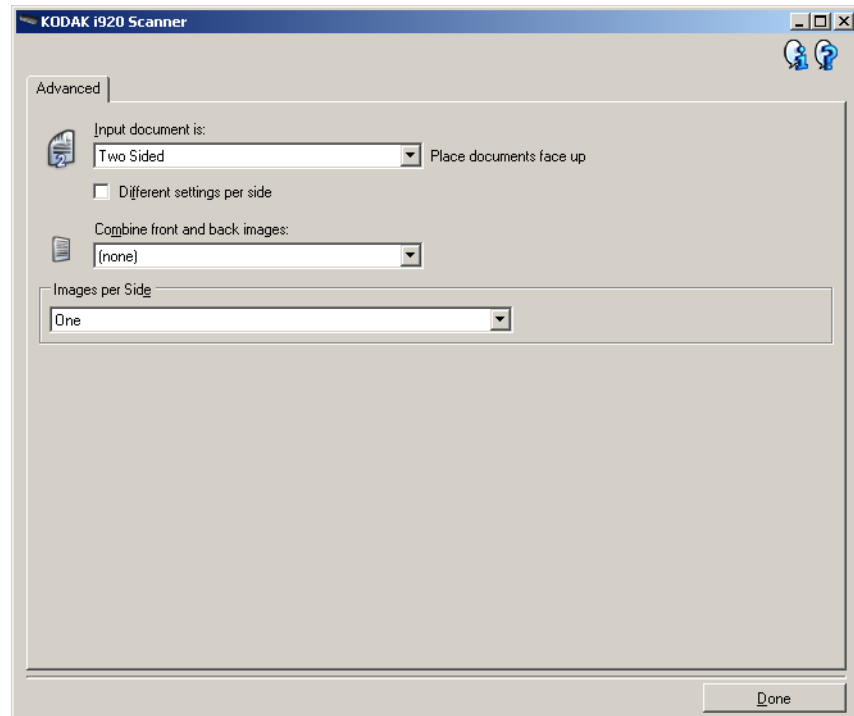 KODAK i920 Scanner
Advanced
Input document is:
Two Sided
Place documents face up
Different settings per side
Combine front and back images:
(none)
Images per Side
One
Done